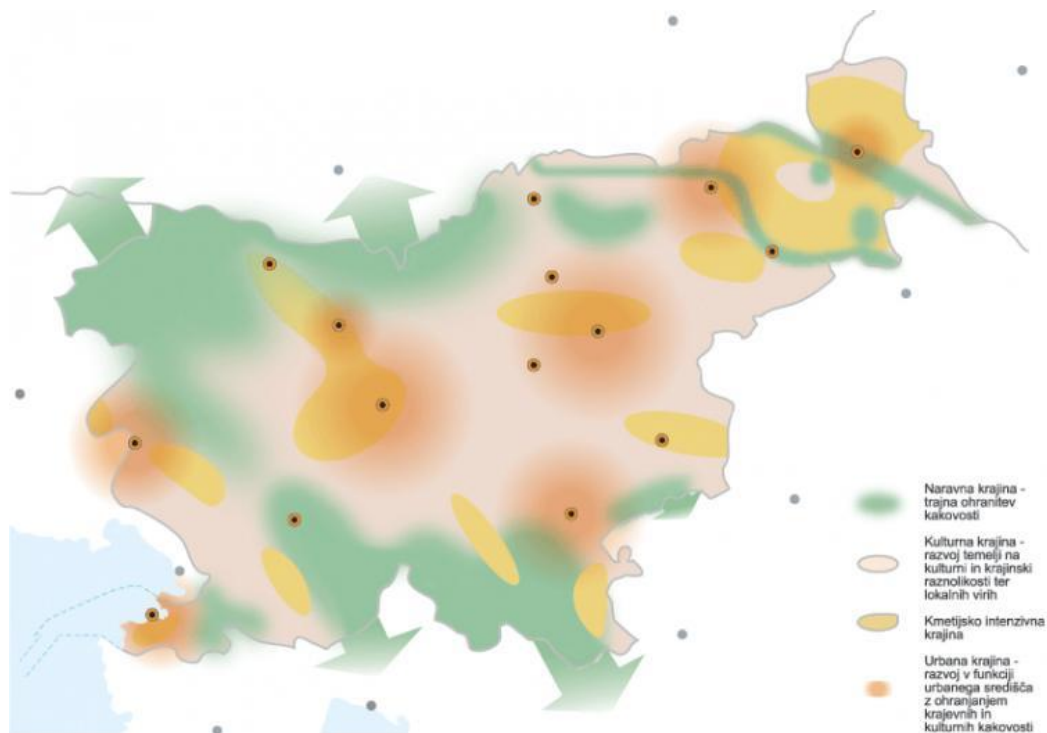 Naravna krajina -
trajna ohranitev
kakovosti
Kulturna krajina -
razvoj temelji na
kulturni in krajinski
raznolikosti ter
lokalnih virih
Kmetijsko intenzivna
krajina
Urbana krajina -
razvoj v funkciji
urbanega središča
z ohranjanjem
krajevnih in
kulturnih kakovosti